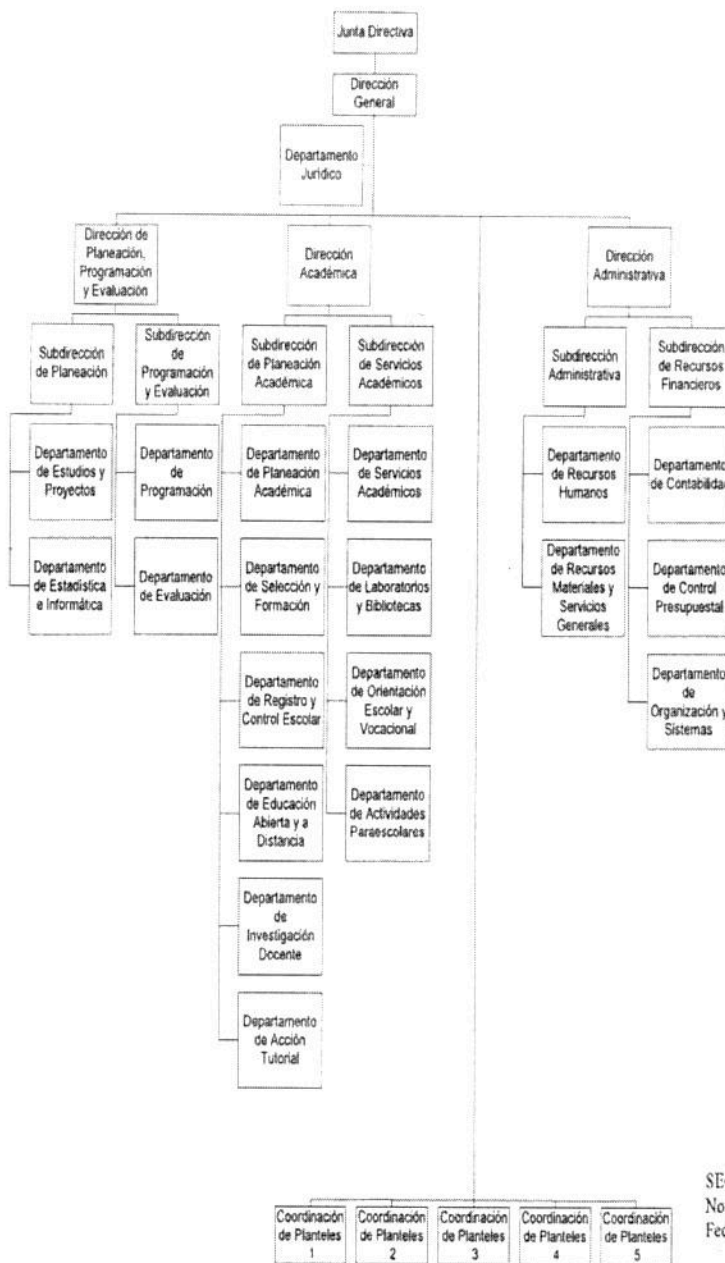 Junta Directiva
Dirección
General
Departamento
Jurídico
Dirección de
Planeación,
Programación
y Evaluación
Dirección
Académica
Dirección
Administrativa
Subdirección
de Planeación
Subdirección
de
Programación
y Evaluación
Subdirección
de Planeación
Académica
Subdirección
de Servicios
Académicos
Subdirección
Administrativa
Subdirección
de Recursos
Financieros
Departamento
de Estudios y
Proyectos
Departamento
de
Programación
Departamento
de Planeación
Académica
Departamento
de Servicios
Académicos
Departamento
de Recursos
Humanos
Departamento
de Contabilidad
Departamento
de Estadística
e Informática
Departamento
de Evaluación
Departamento
de Selección y
Formación
Departamento
de Laboratorios
y Bibliotecas
Departamento
de Recursos
Materiales y
Servicios
Generales
Departamento
de Control
Presupuestal
Departamento
de Registro y
Control Escolar
Departamento
de Orientación
Escolar y
Vocacional
Departamento
de
Organización y
Sistemas
Departamento
de Educación
Abierta y a
Distancia
Departamento
de Actividades
Paraescolares
Departamento
de
Investigación
Docente
Departamento
de Acción
Tutorial
Coordinación
de Planteles
1
Coordinación
de Planteles
2
Coordinación
de Planteles
3
Coordinación
de Planteles
4
Coordinación
de Planteles
5